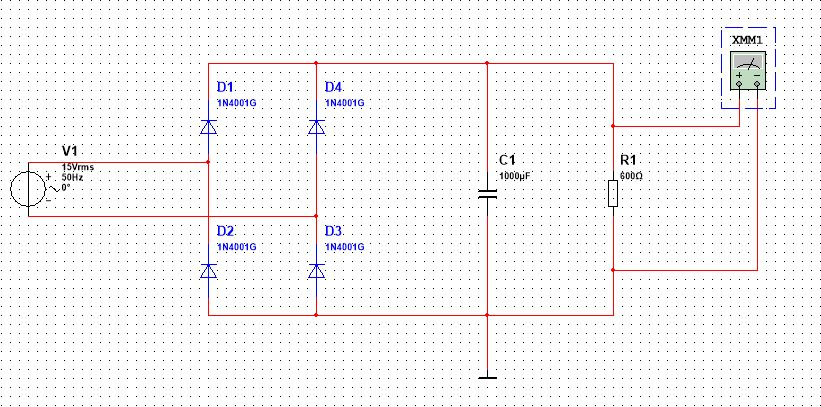 XMM1
D1
1N4001G
D4
1N4001G
V1
15Vrms
50Hz
0°
C1
1000µF
R1
600Ω
D2
1N4001G
D3
1N4001G